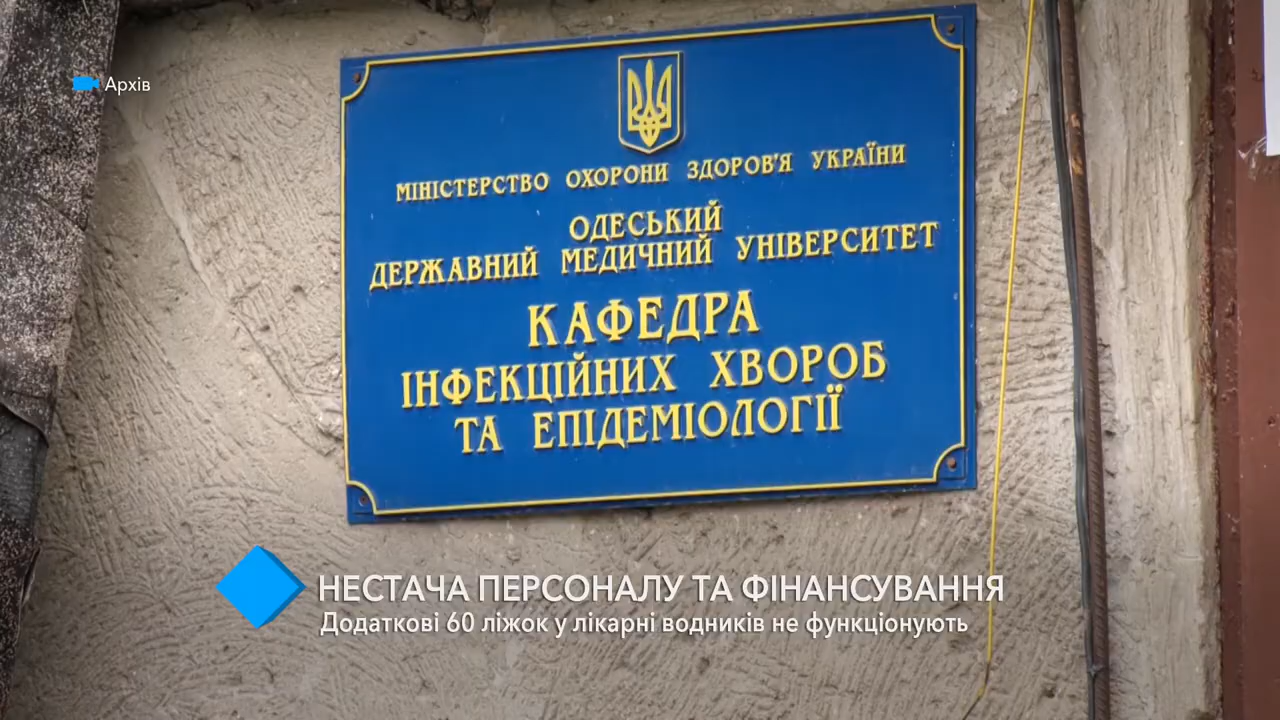 Архів
МІНІСТЕРСТВО ОХОРОНИ ЗДОРОВ'Я УКРАЇНИ
ОДЕСЬКИЙ
ДЕРЖАВНИЙ МЕДИЧНИЙ УНІВЕРСИТЕТ
КАФЕДРА
ІНФЕКЦІЙНИХ ХВОРОБ
ТА ЕПІДЕМІОЛОГІЇ
НЕСТАЧА ПЕРСОНАЛУ ТА ФІНАНСУВАННЯ
Додаткові 60 ліжок у лікарні водників не функціонують